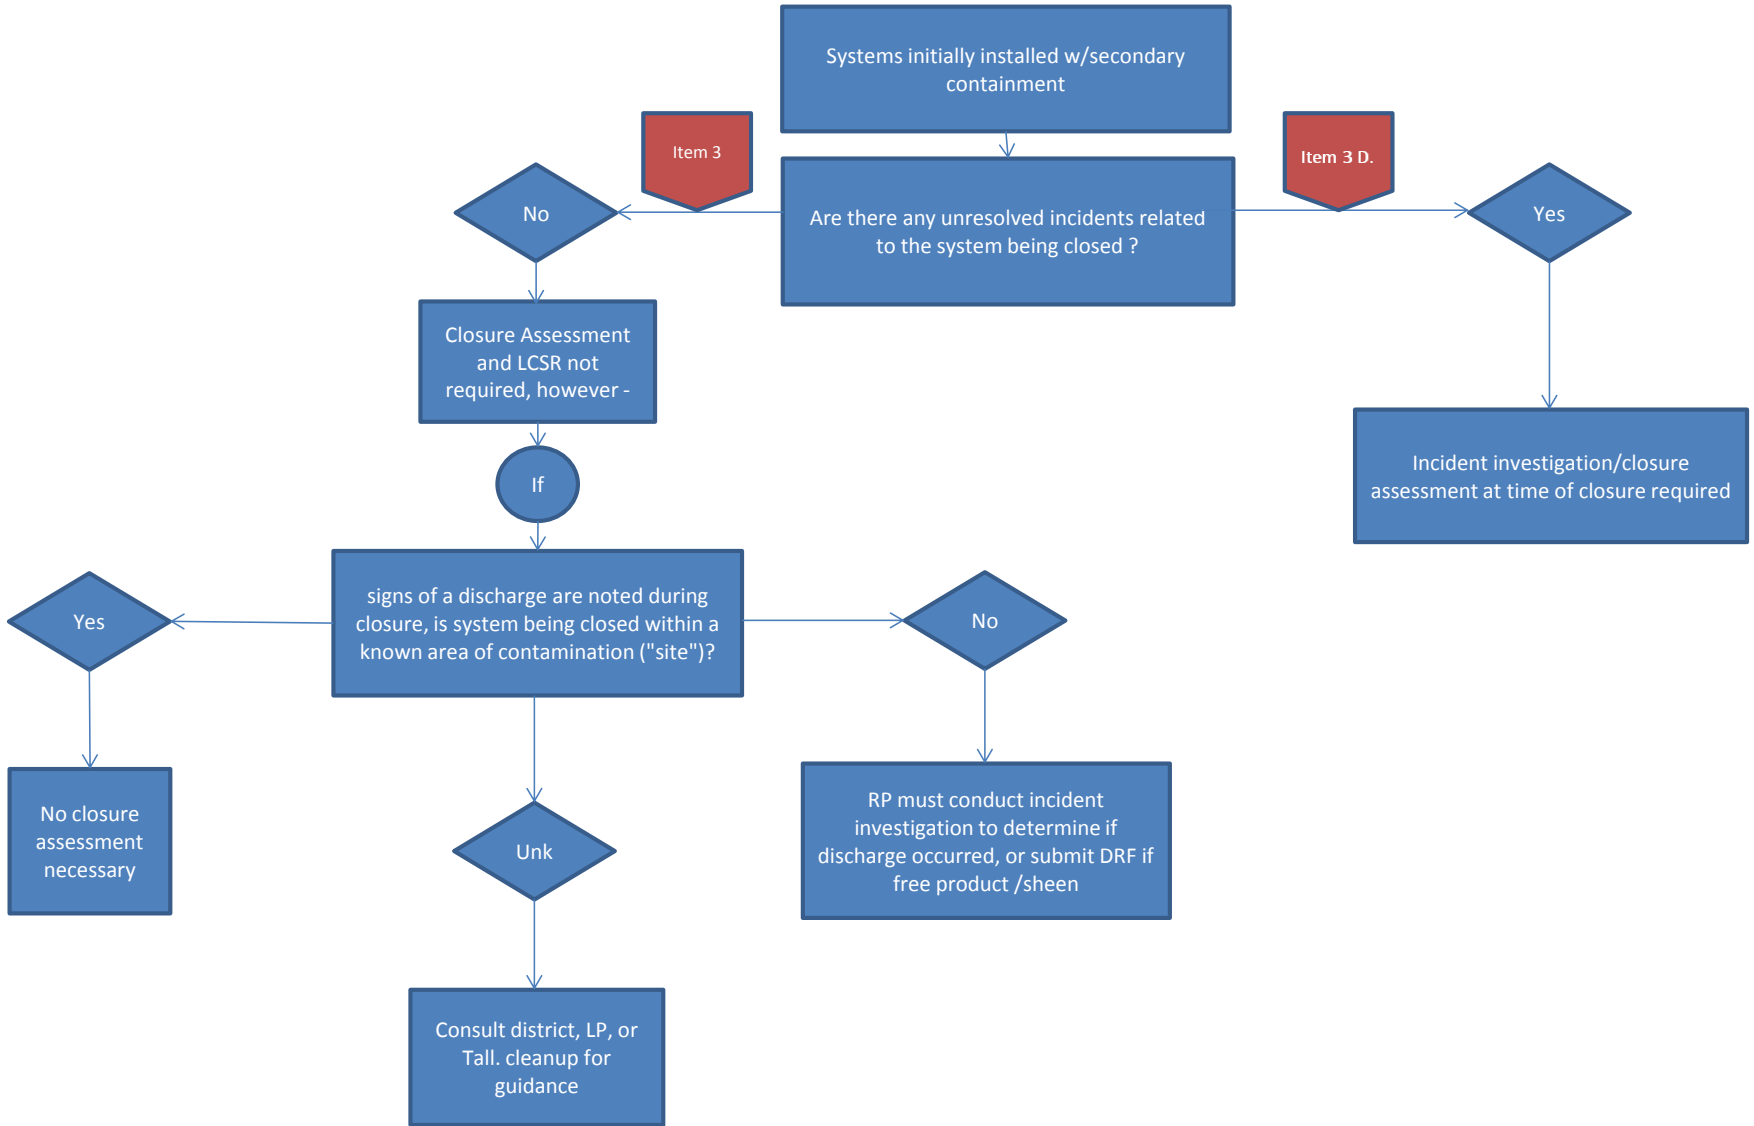 Systems initially installed w/secondary
containment
Item 3
Item 3 D.
No
Are there any unresolved incidents related
to the system being closed ?
Yes
Closure Assessment
and LCSR not
required, however -
Incident investigation/closure
assessment at time of closure required
If
signs of a discharge are noted during
closure, is system being closed within a
known area of contamination ("site")?
Yes
No
No closure
assessment
necessary
Unk
RP must conduct incident
investigation to determine if
discharge occurred, or submit DRF if
free product /sheen
Consult district, LP, or
Tall. cleanup for
guidance